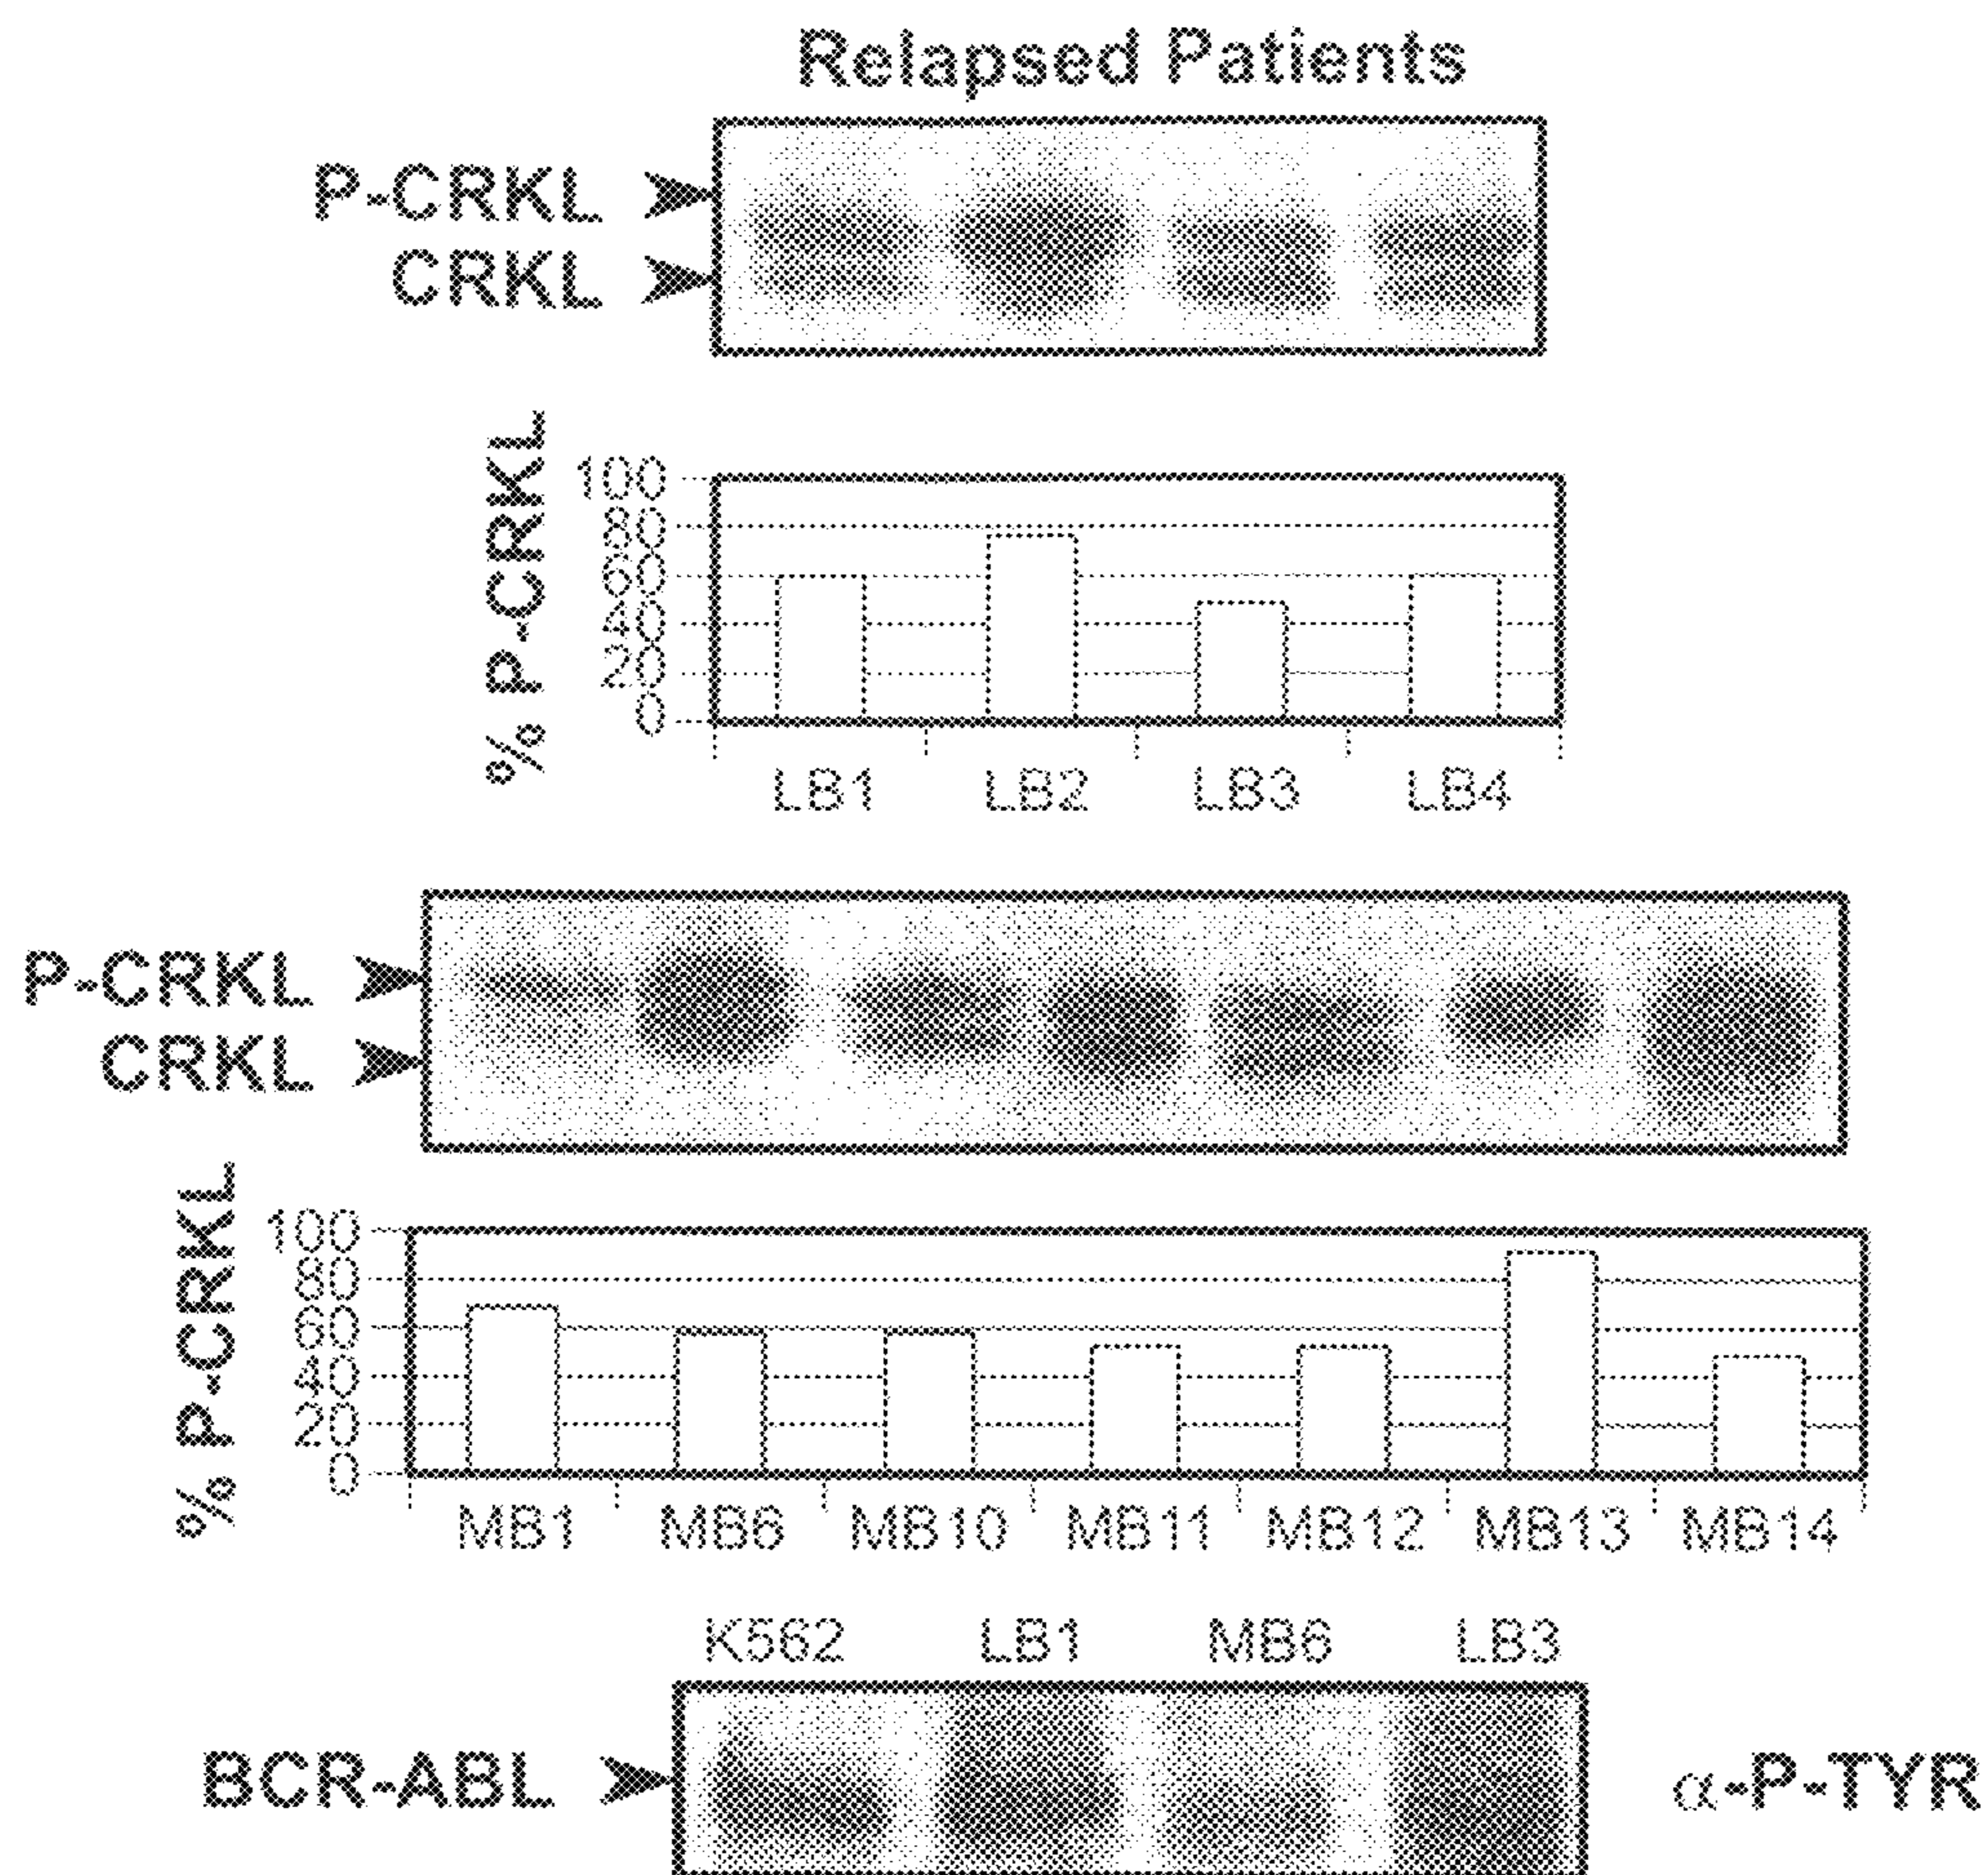 Relapsed Patients
P-CRKL
CRKL
% P-CRKL
100
80
60
40
20
0
LB1 LB2 LB3 LB4
P-CRKL
CRKL
% P-CRKL
100
80
60
40
20
0
MB1 MB6 MB10 MB11 MB12 MB13 MB14
K562 LB1 MB6 LB3
BCR-ABL α-P-TYR